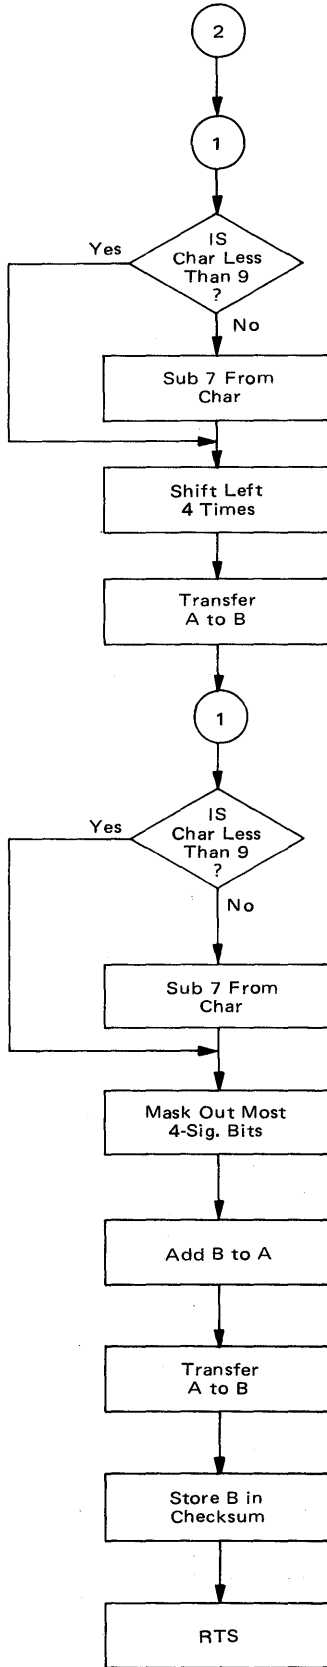 2
1
IS
Char Less
Than 9
?
Yes
No
Sub 7 From
Char
Shift Left
4 Times
Transfer
A to B
1
IS
Char Less
Than 9
?
Yes
No
Sub 7 From
Char
Mask Out Most
4-Sig. Bits
Add B to A
Transfer
A to B
Store B in
Checksum
RTS